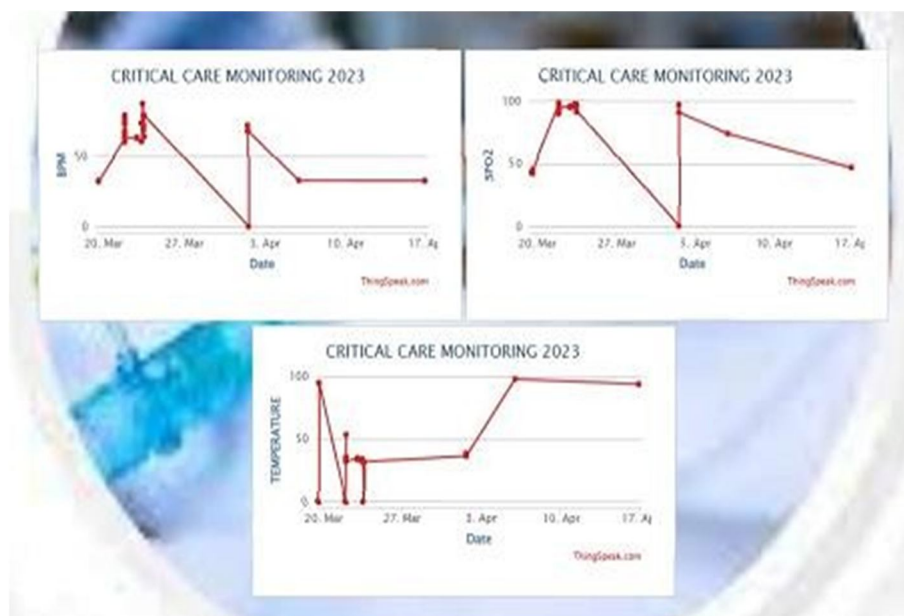 CRITICAL CARE MONITORING 2023
BPM
50
0
20. Mar 27. Mar 3. Apr 10. Apr 17. Ap
Date
ThingSpeak.com
CRITICAL CARE MONITORING 2023
SPO2
100
50
0
20. Mar 27. Mar 3. Apr 10. Apr 17. Ap
Date
ThingSpeak.com
CRITICAL CARE MONITORING 2023
TEMPERATURE
100
50
0
20. Mar 27. Mar 3. Apr 10. Apr 17. Ap
Date
ThingSpeak.com